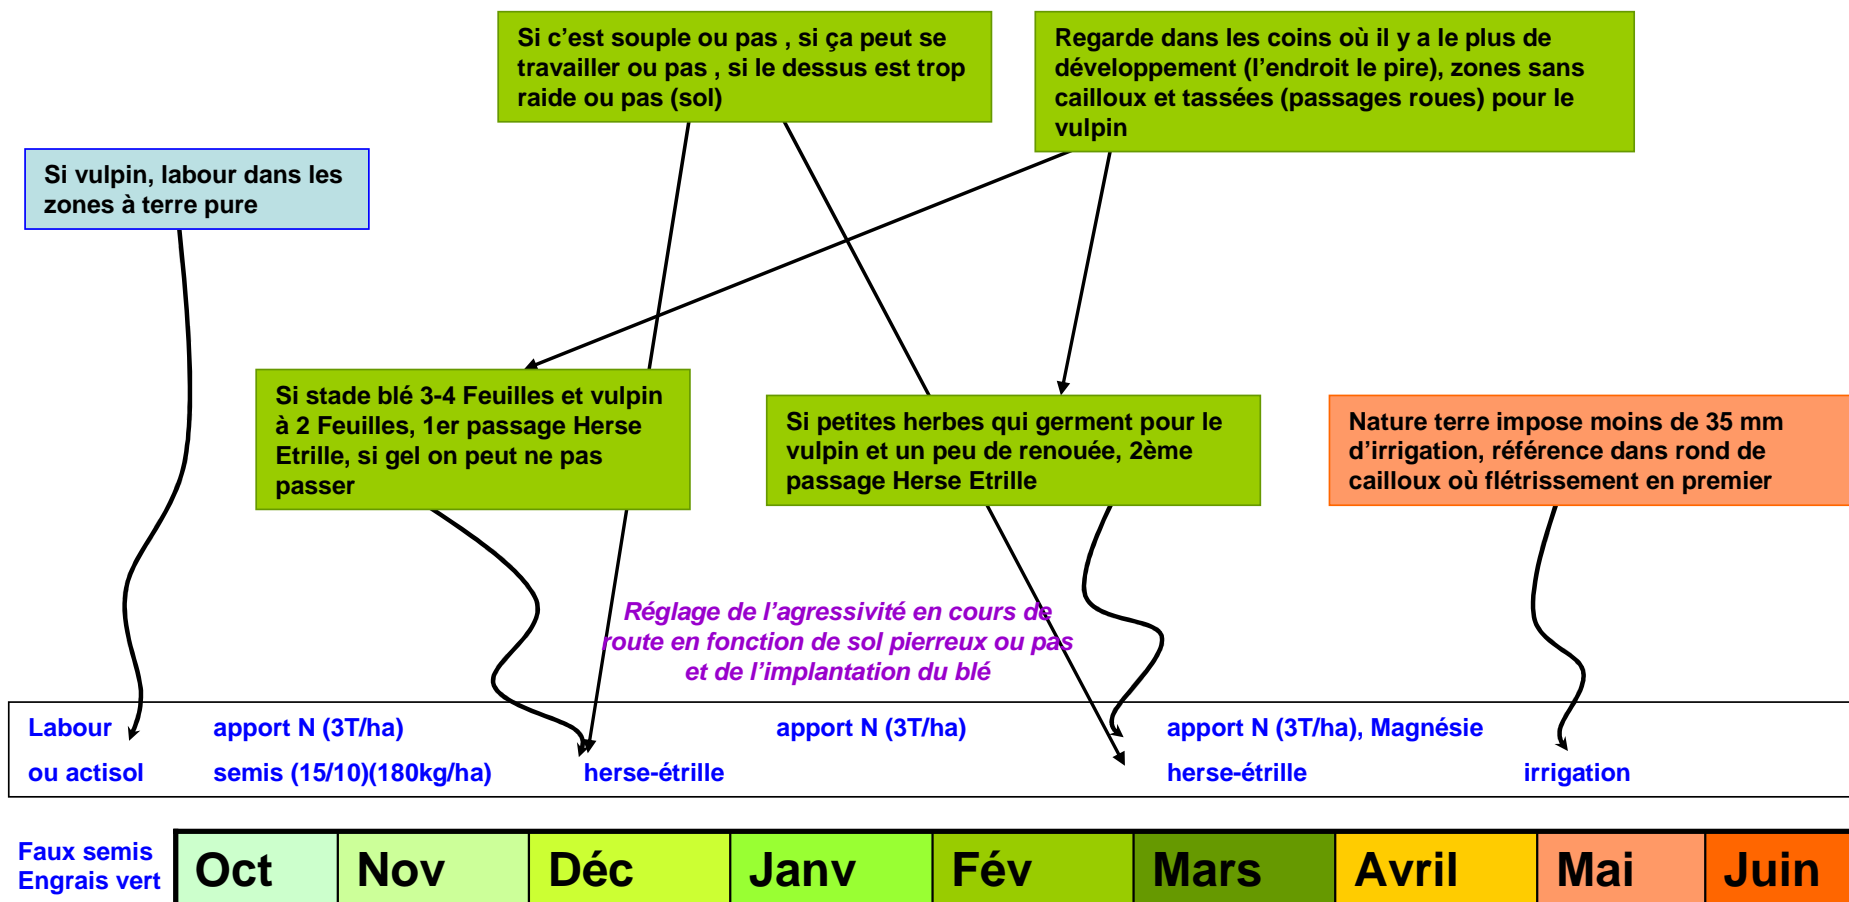 Si c’est souple ou pas , si ça peut se
travailler ou pas , si le dessus est trop
raide ou pas (sol)
Regarde dans les coins où il y a le plus de
développement (l’endroit le pire), zones sans
cailloux et tassées (passages roues) pour le
vulpin
Si vulpin, labour dans les
zones à terre pure
Si stade blé 3-4 Feuilles et vulpin
à 2 Feuilles, 1er passage Herse
Etrille, si gel on peut ne pas
passer
Si petites herbes qui germent pour le
vulpin et un peu de renouée, 2ème
passage Herse Etrille
Nature terre impose moins de 35 mm
d’irrigation, référence dans rond de
cailloux où flétrissement en premier
Réglage de l’agressivité en cours de
route en fonction de sol pierreux ou pas
et de l’implantation du blé
Labour
ou actisol
apport N (3T/ha)
semis (15/10)(180kg/ha)
herse-étrille
apport N (3T/ha)
apport N (3T/ha), Magnésie
herse-étrille
irrigation
Faux semis
Engrais vert
Oct
Nov
Déc
Janv
Fév
Mars
Avril
Mai
Juin